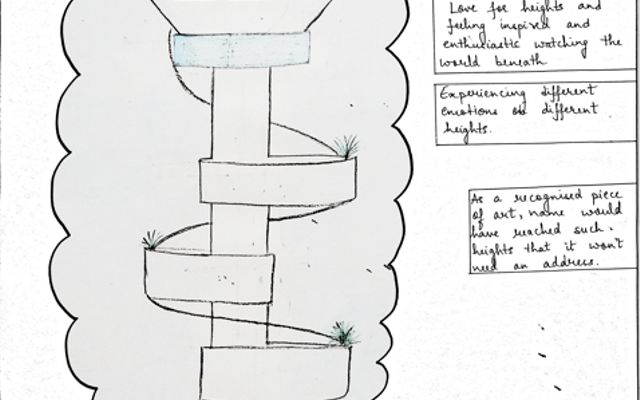 Love for heights and
feeling inspired and
enthusiastic watching the
world beneath
Experiencing different
emotions on different
heights.
As a recognised piece
of art, name would
have reached such.
heights that it won't
need an address.